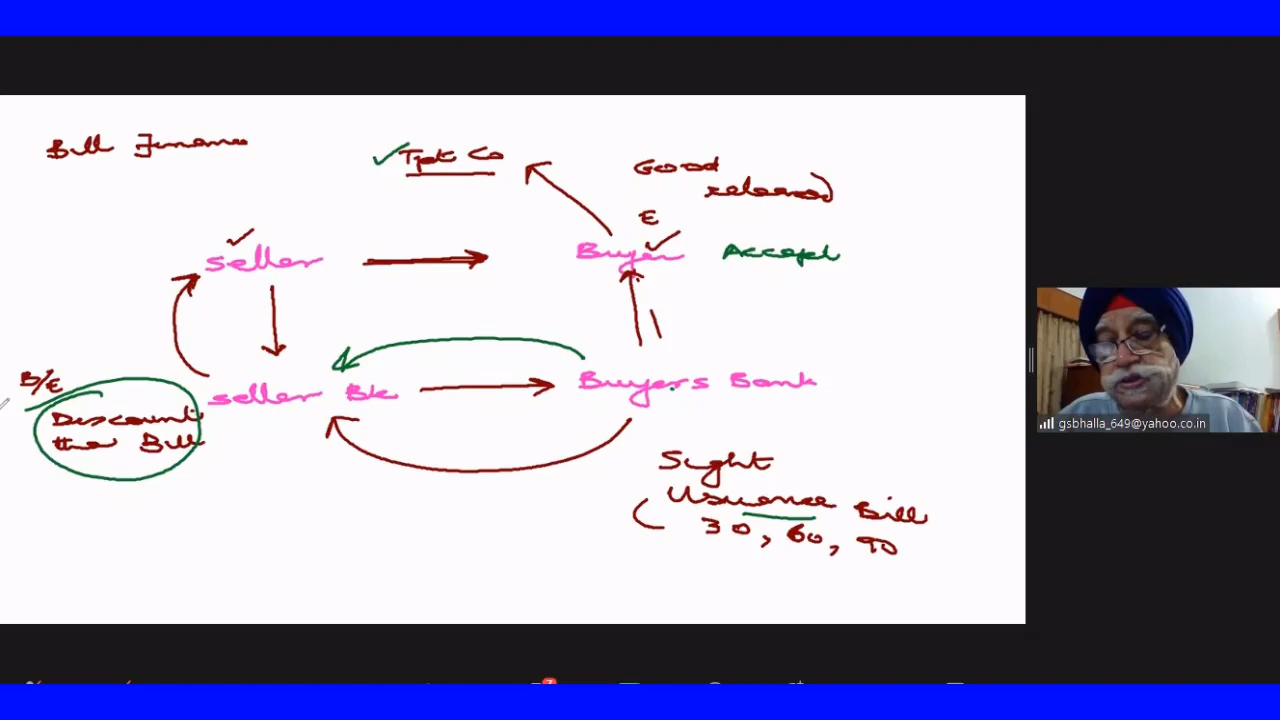 Bill Finance
✓ Tpt Co
Good
released
E
Seller
Buyer
Accept
B/E
Discount
the Bill
Seller Bk
Buyers Bank
Sight
Usuance Bill
30, 60, 90
gsbhalla_649@yahoo.co.in